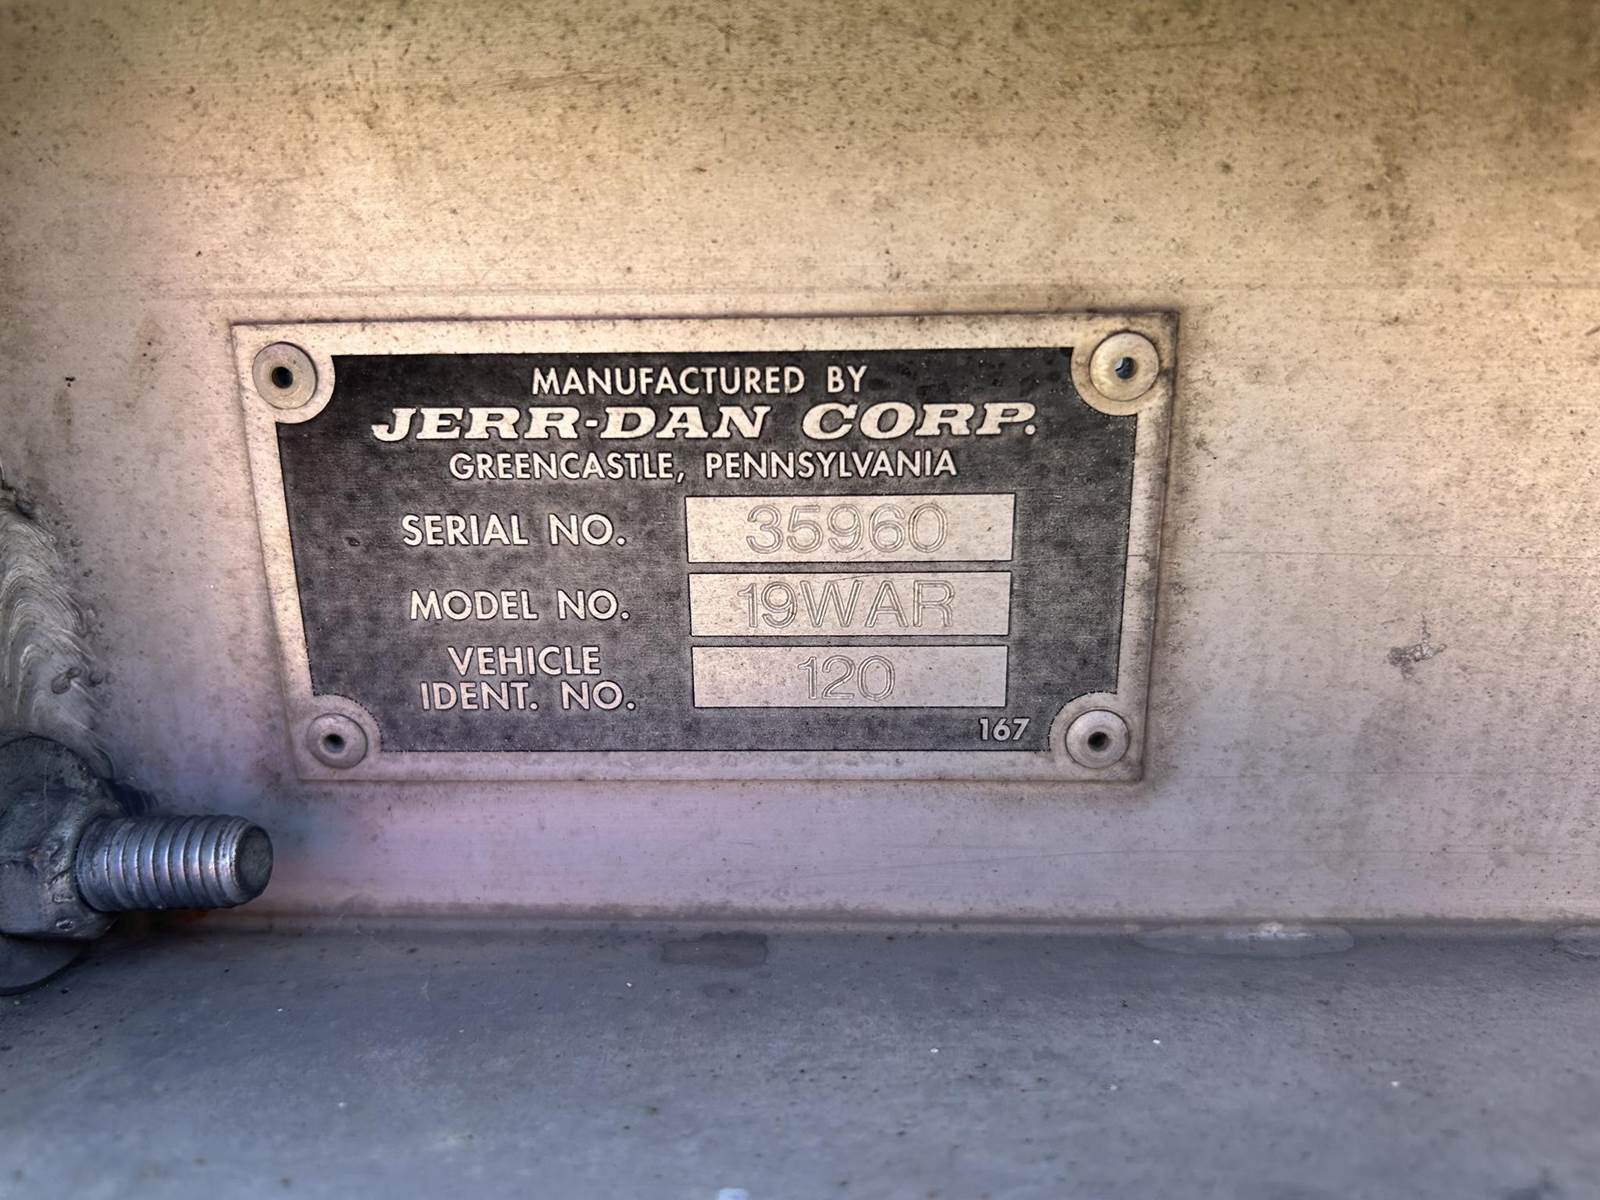 MANUFACTURED BY
JERR-DAN CORP.
GREENCASTLE, PENNSYLVANIA
SERIAL NO. 35960
MODEL NO. 19WAR
VEHICLE
IDENT. NO. 120
167